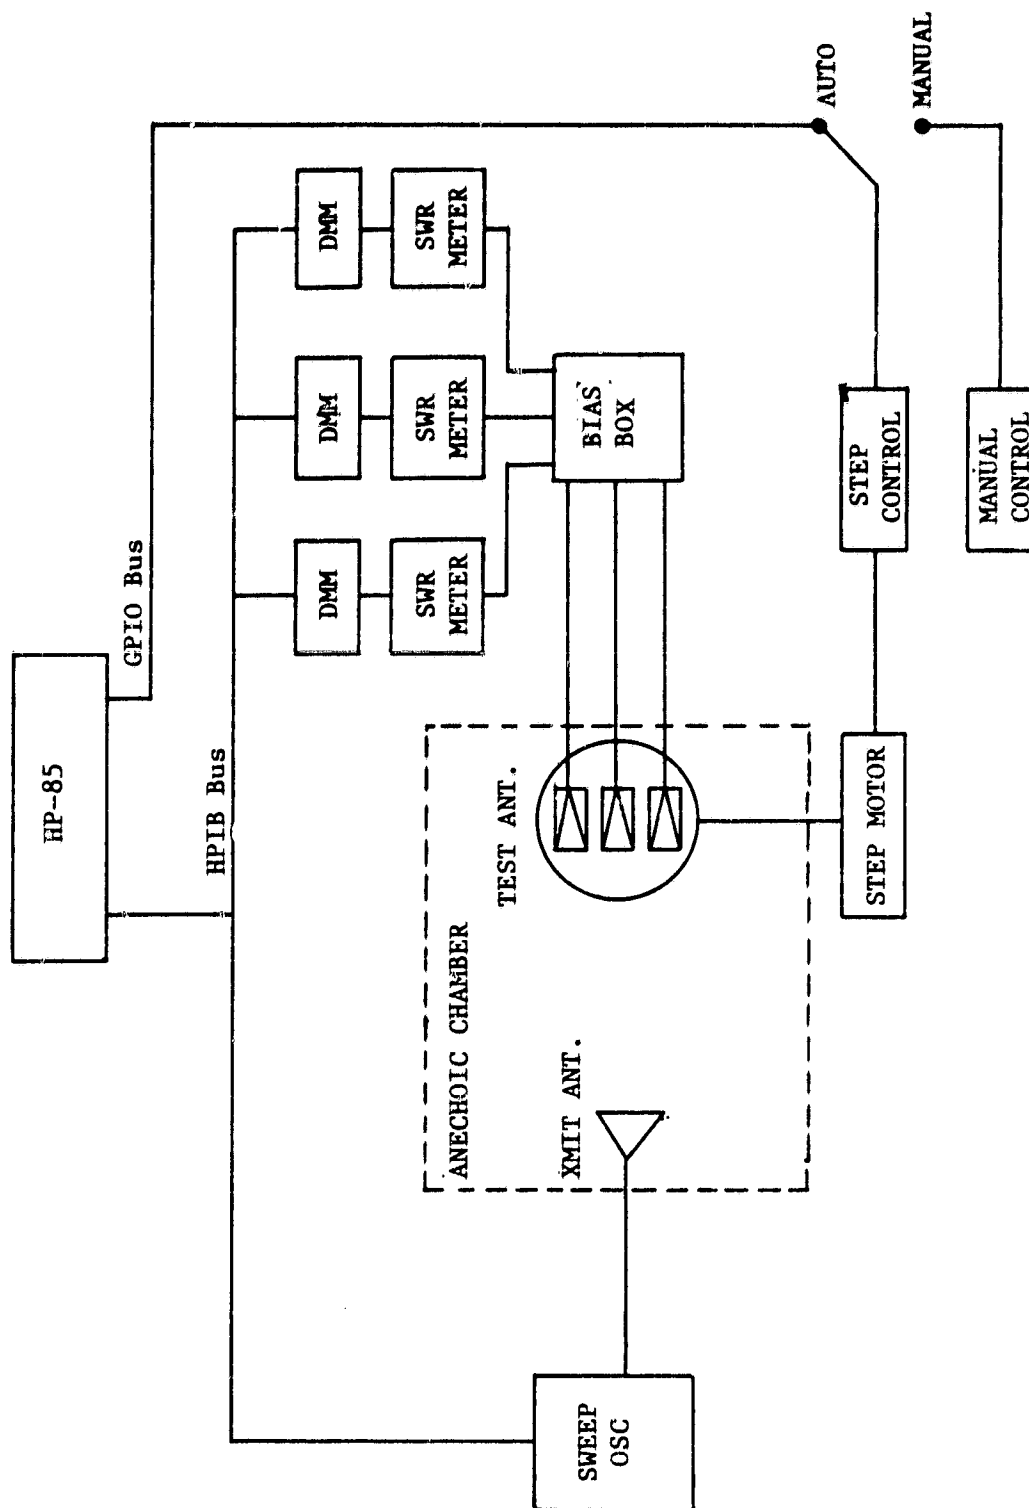 HP-85
GPIO Bus
HPIB Bus
DMM
DMM
DMM
SWR
METER
SWR
METER
SWR
METER
BIAS
BOX
AUTO
MANUAL
ANECHOIC CHAMBER
TEST ANT.
XMIT ANT.
SWEEP
OSC
STEP MOTOR
STEP
CONTROL
MANUAL
CONTROL